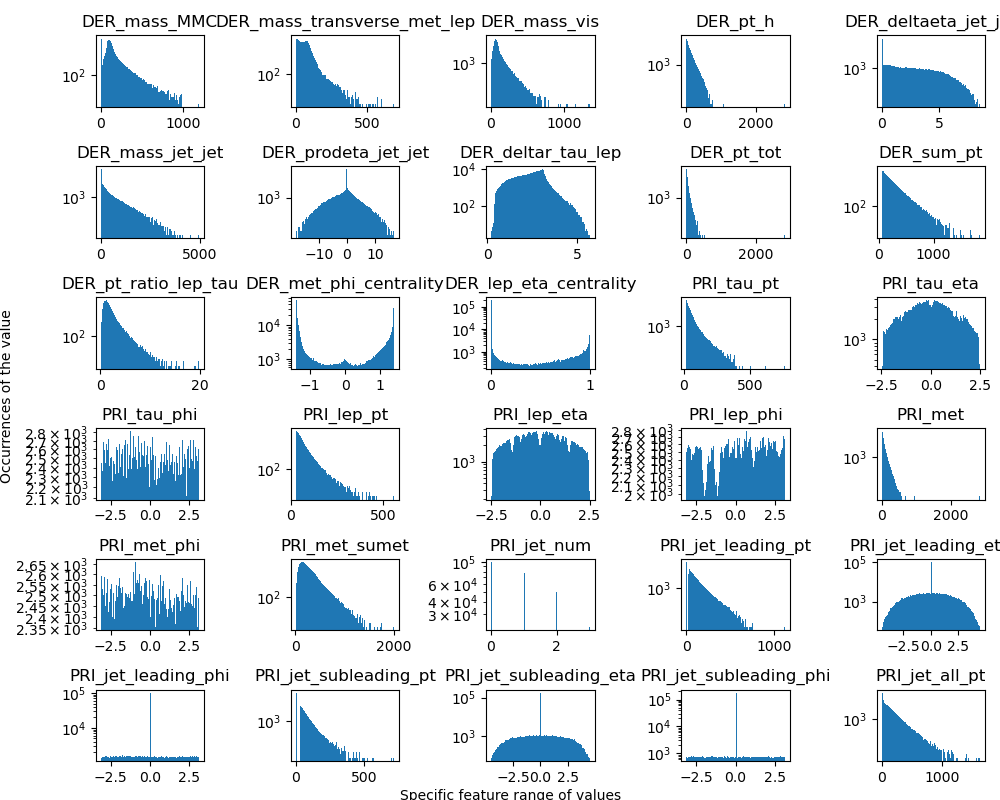 DER_mass_MMC DER_mass_transverse_met_lep DER_mass_vis DER_pt_h DER_deltaeta_jet_j
10² 10² 10³ 10³ 10³
0 1000 0 500 0 1000 0 2000 0 5
DER_mass_jet_jet DER_prodeta_jet_jet DER_deltar_tau_lep DER_pt_tot DER_sum_pt
10³ 10³ 10⁴ 10² 10³ 10²
0 5000 −10 0 10 0 5 0 2000 0 1000
DER_pt_ratio_lep_tau DER_met_phi_centrality DER_lep_eta_centrality PRI_tau_pt PRI_tau_eta
10² 10⁴ 10³ 10⁵ 10⁴ 10³ 10³ 10³
0 20 −1 0 1 0 1 0 500 −2.5 0.0 2.5
Occurrences of the value
PRI_tau_phi PRI_lep_pt PRI_lep_eta PRI_lep_phi PRI_met
2.8 × 10³ 2.7 × 10³ 2.6 × 10³ 2.5 × 10³ 2.4 × 10³ 2.3 × 10³ 2.2 × 10³ 2.1 × 10³ 10² 10³ 2.8 × 10³ 2.7 × 10³ 2.6 × 10³ 2.5 × 10³ 2.4 × 10³ 2.3 × 10³ 2.2 × 10³ 2.1 × 10³ 2 × 10³ 10³
−2.5 0.0 2.5 0 500 −2.5 0.0 2.5 −2.5 0.0 2.5 0 2000
PRI_met_phi PRI_met_sumet PRI_jet_num PRI_jet_leading_pt PRI_jet_leading_et
2.65 × 10³ 2.6 × 10³ 2.55 × 10³ 2.5 × 10³ 2.45 × 10³ 2.4 × 10³ 2.35 × 10³ 10² 10⁵ 6 × 10⁴ 4 × 10⁴ 3 × 10⁴ 10³ 10⁵ 10³
−2.5 0.0 2.5 0 1000 2000 0 2 0 1000 −2.5 0.0 2.5
PRI_jet_leading_phi PRI_jet_subleading_pt PRI_jet_subleading_eta PRI_jet_subleading_phi PRI_jet_all_pt
10⁵ 10⁴ 10³ 10⁵ 10³ 10⁵ 10⁴ 10³ 10³
−2.5 0.0 2.5 0 500 −2.5 0.0 2.5 −2.5 0.0 2.5 0 1000
Specific feature range of values